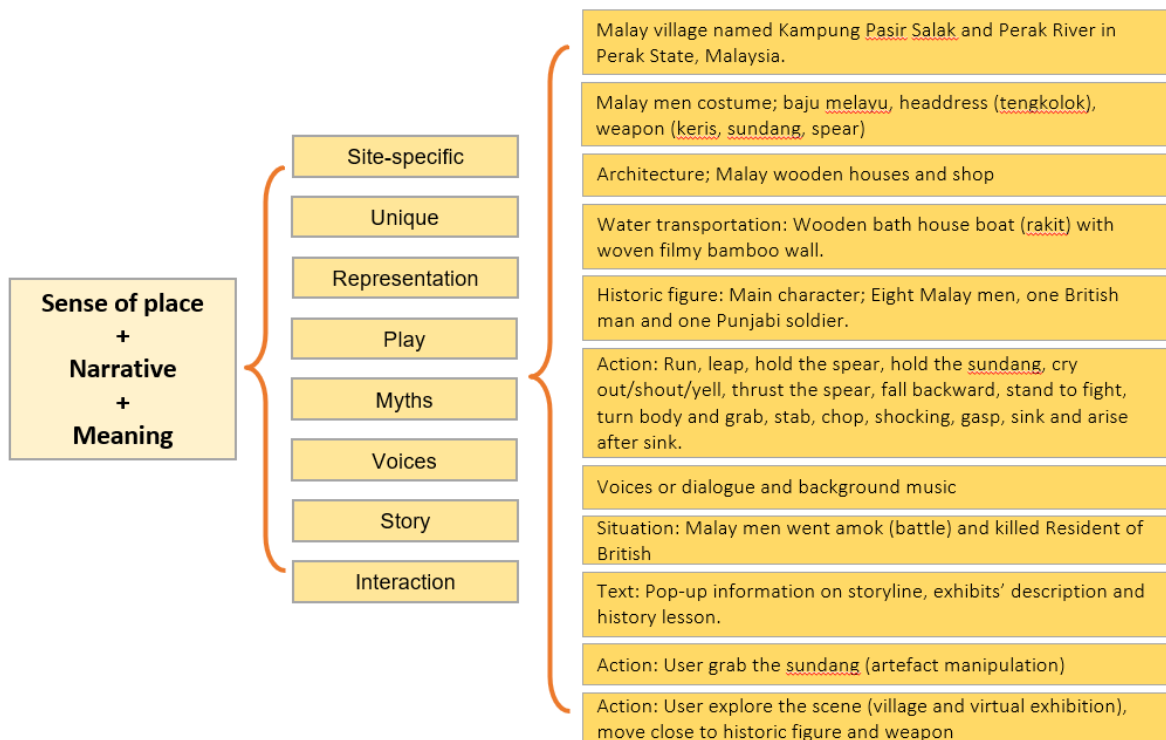 Sense of place
+
Narrative
+
Meaning
Site-specific
Unique
Representation
Play
Myths
Voices
Story
Interaction
Malay village named Kampung Pasir Salak and Perak River in
Perak State, Malaysia.
Malay men costume; baju melayu, headdress (tengkolok),
weapon (keris, sundang, spear)
Architecture; Malay wooden houses and shop
Water transportation: Wooden bath house boat (rakit) with
woven filmy bamboo wall.
Historic figure: Main character; Eight Malay men, one British
man and one Punjabi soldier.
Action: Run, leap, hold the spear, hold the sundang, cry
out/shout/yell, thrust the spear, fall backward, stand to fight,
turn body and grab, stab, chop, shocking, gasp, sink and arise
after sink.
Voices or dialogue and background music
Situation: Malay men went amok (battle) and killed Resident of
British
Text: Pop-up information on storyline, exhibits’ description and
history lesson.
Action: User grab the sundang (artefact manipulation)
Action: User explore the scene (village and virtual exhibition),
move close to historic figure and weapon